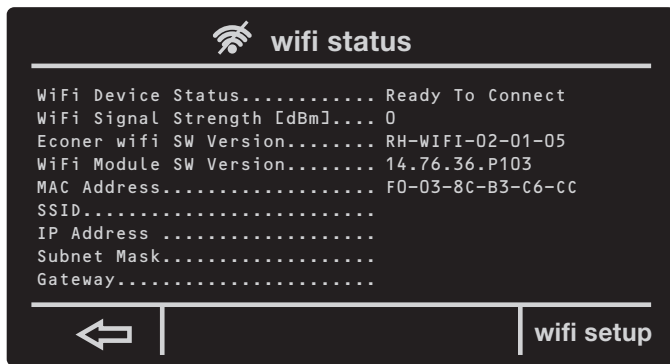 wifi status
WiFi Device Status............ Ready To Connect
WiFi Signal Strength [dBm].... 0
Econer wifi SW Version........ RH-WIFI-02-01-05
WiFi Module SW Version........ 14.76.36.P103
MAC Address.................... F0-03-8C-B3-C6-CC
SSID...........................
IP Address ....................
Subnet Mask....................
Gateway........................
wifi setup